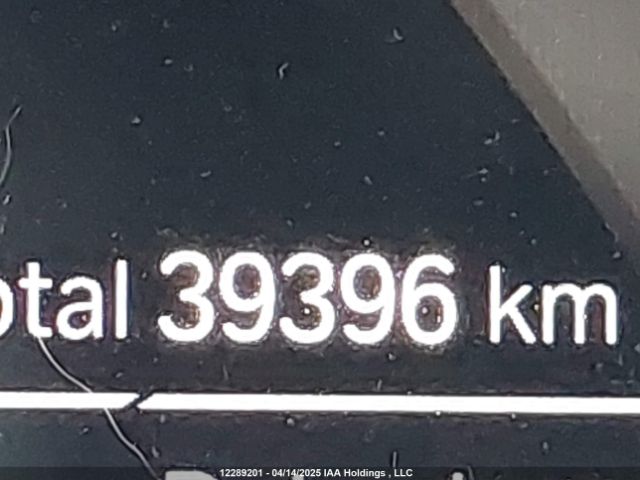 otal 39396 km
12289201 - 04/14/2025 IAA Holdings , LLC